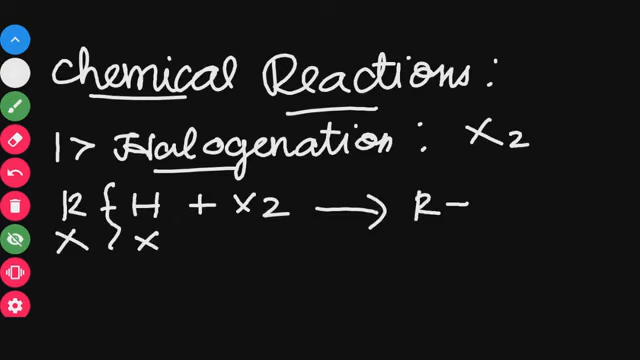 Chemical Reactions :
1> Halogenation : X2
R { H + X2 → R -
X } X